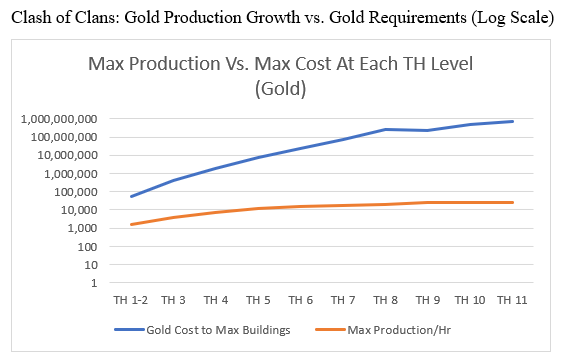 Clash of Clans: Gold Production Growth vs. Gold Requirements (Log Scale)
Max Production Vs. Max Cost At Each TH Level
(Gold)
1,000,000,000
100,000,000
10,000,000
1,000,000
100,000
10,000
1,000
100
10
1
TH 1-2 TH 3 TH 4 TH 5 TH 6 TH 7 TH 8 TH 9 TH 10 TH 11
Gold Cost to Max Buildings Max Production/Hr